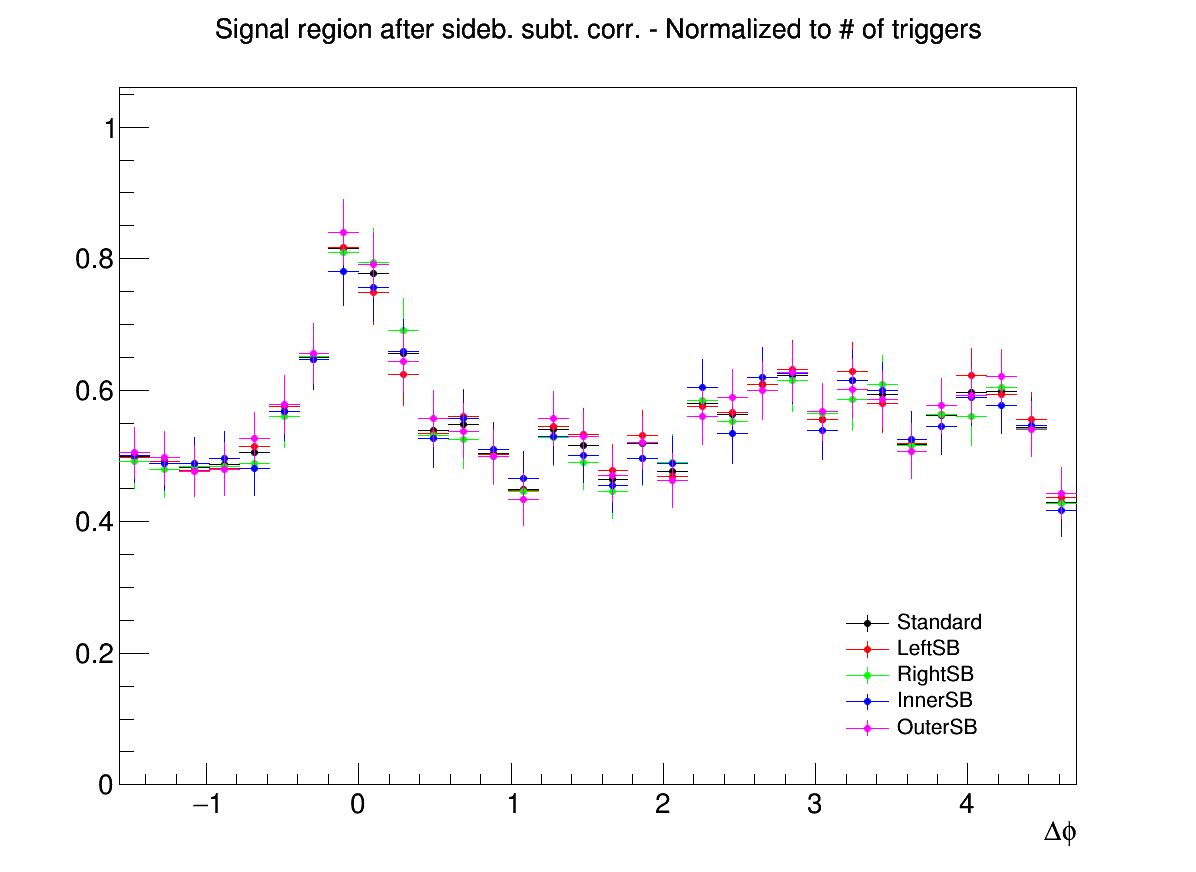 Signal region after sideb. subt. corr. - Normalized to # of triggers
1
0.8
0.6
0.4
0.2
0
−1 0 1 2 3 4
Δϕ
Standard
LeftSB
RightSB
InnerSB
OuterSB